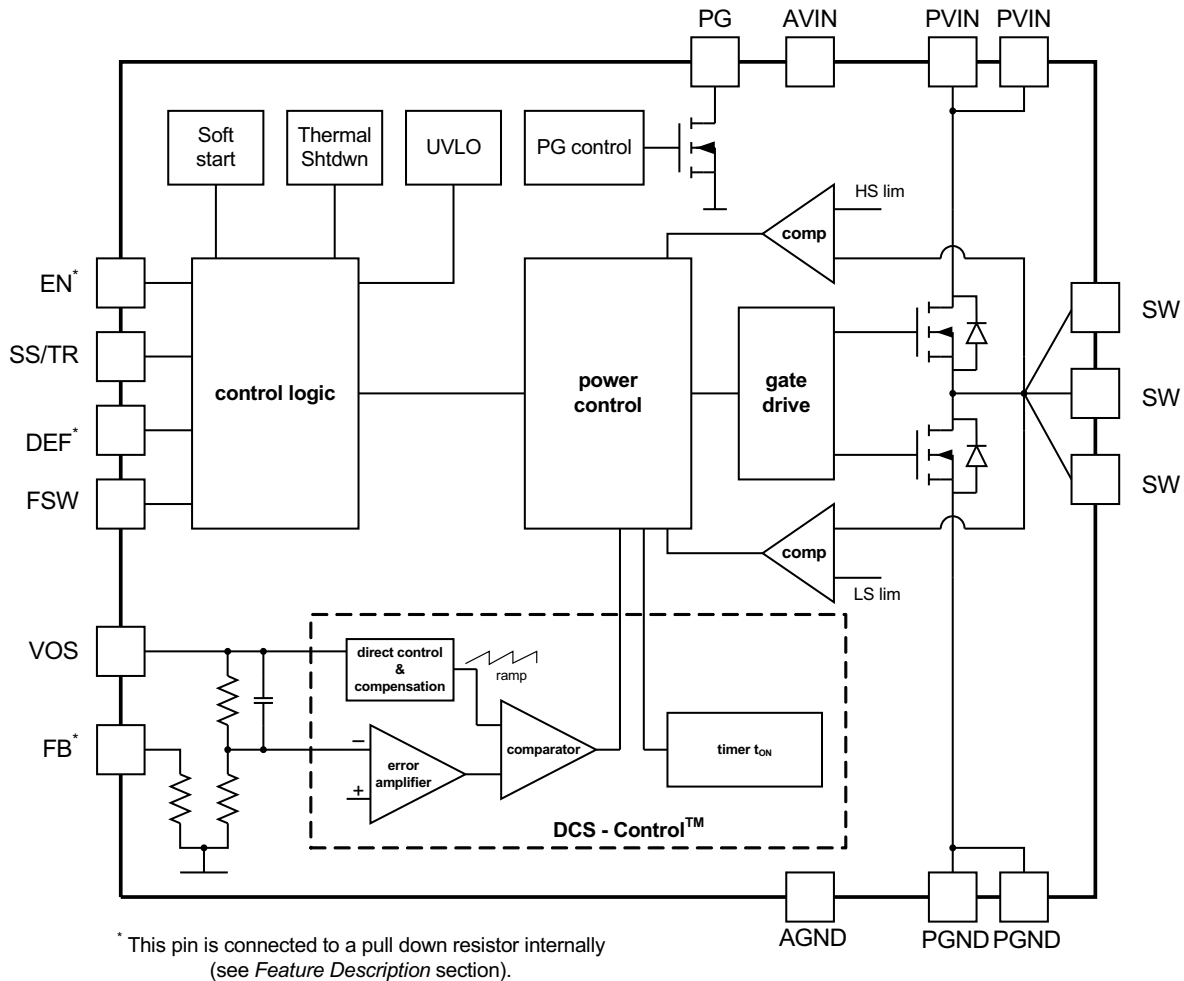 PG AVIN PVIN PVIN
Soft
start
Thermal
Shtdwn
UVLO
PG control
HS lim
comp
EN*
SS/TR
DEF*
FSW
control logic
power
control
gate
drive
SW
SW
SW
comp
LS lim
VOS
FB*
direct control
&
compensation
ramp
−
+
error
amplifier
comparator
timer tON
DCS - Control™
AGND PGND PGND
* This pin is connected to a pull down resistor internally
(see Feature Description section).